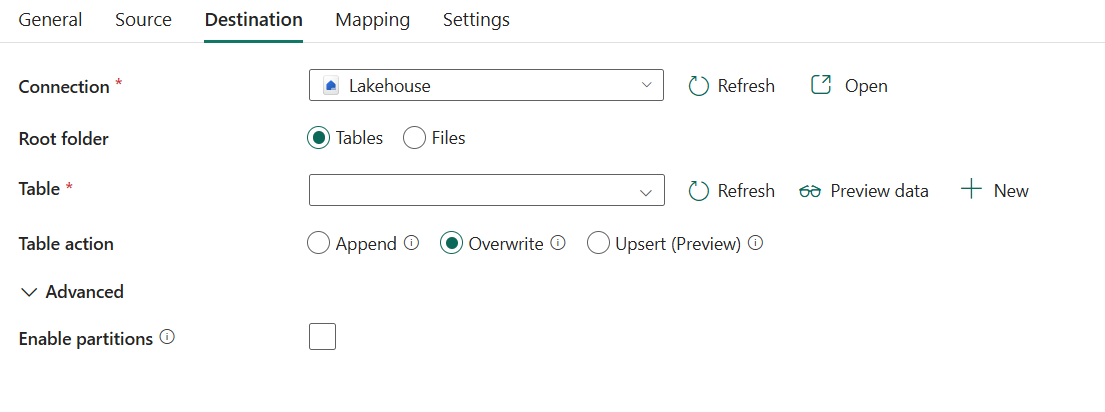 General Source Destination Mapping Settings
Connection * Lakehouse Refresh Open
Root folder Tables Files
Table * Refresh Preview data New
Table action Append Overwrite Upsert (Preview)
Advanced
Enable partitions